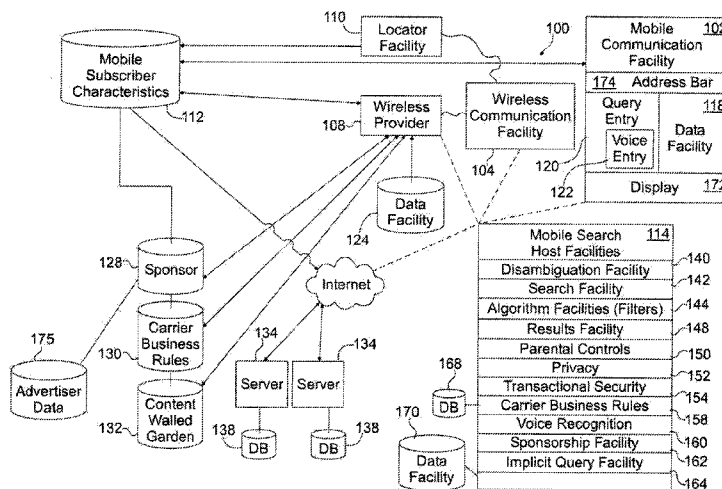 110
Locator
Facility
100
Mobile
Subscriber
Characteristics
112
Wireless
Provider
108
Wireless
Communication
Facility
104
Mobile 102
Communication
Facility
174 Address Bar
Query
Entry
118
Voice
Entry
Data
Facility
120
122
Display 172
Data
Facility
124
128
Sponsor
130
Carrier
Business
Rules
175
Advertiser
Data
132
Content
Walled
Garden
Internet
134
134
Server
Server
138
DB
DB
138
168
DB
170
Data
Facility
Mobile Search 114
Host Facilities
140
Disambiguation Facility
142
Search Facility
144
Algorithm Facilities (Filters)
148
Results Facility
150
Parental Controls
152
Privacy
154
Transactional Security
158
Carrier Business Rules
160
Voice Recognition
162
Sponsorship Facility
164
Implicit Query Facility